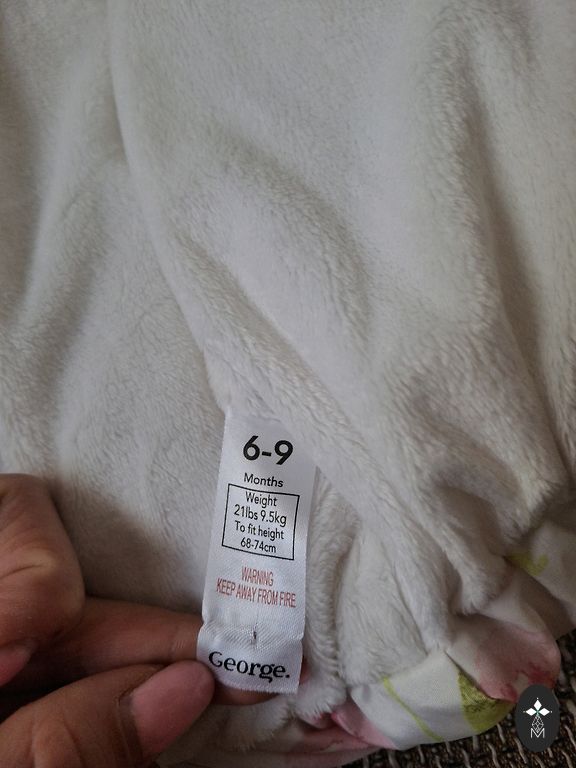 6-9
Months
Weight
21lbs 9.5kg
To fit height
68-74cm
WARNING
KEEP AWAY FROM FIRE
George.
M